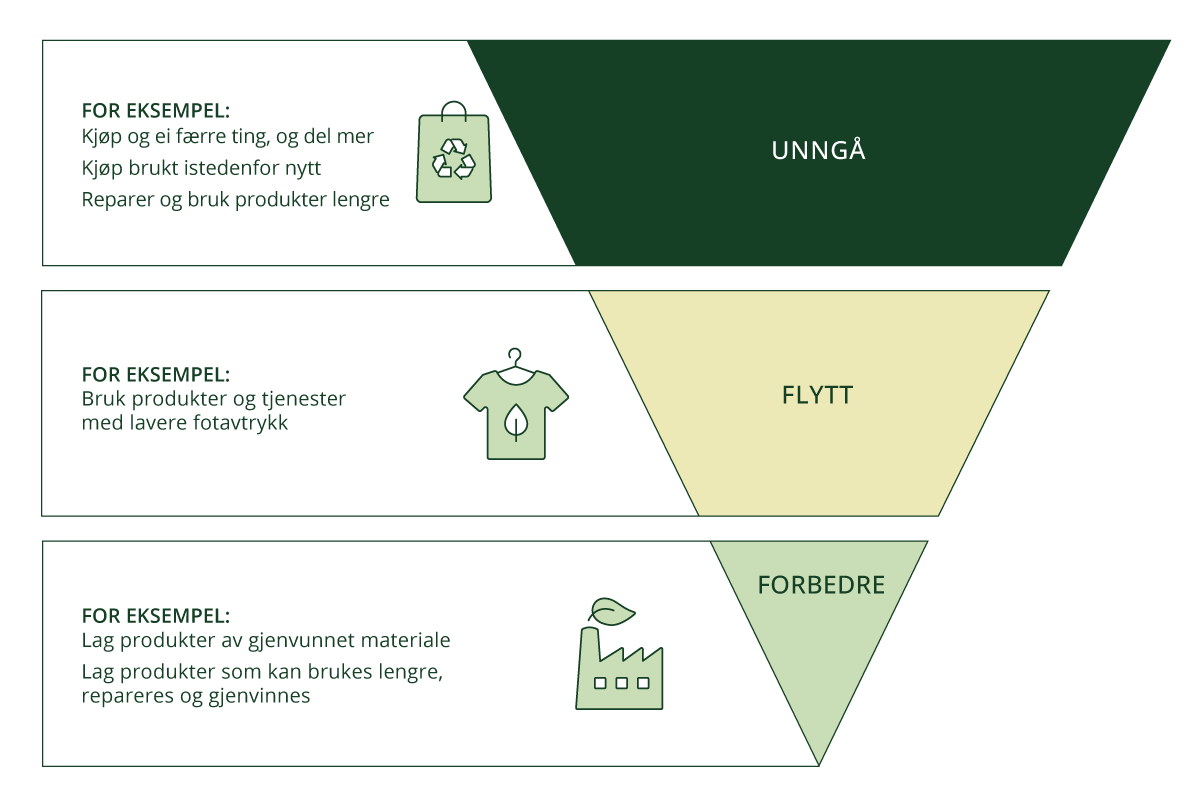 FOR EKSEMPEL:
Kjøp og ei færre ting, og del mer
Kjøp brukt istedenfor nytt
Reparer og bruk produkter lengre
UNNGÅ
FOR EKSEMPEL:
Bruk produkter og tjenester
med lavere fotavtrykk
FLYTT
FOR EKSEMPEL:
Lag produkter av gjenvunnet materiale
Lag produkter som kan brukes lengre,
repareres og gjenvinnes
FORBEDRE